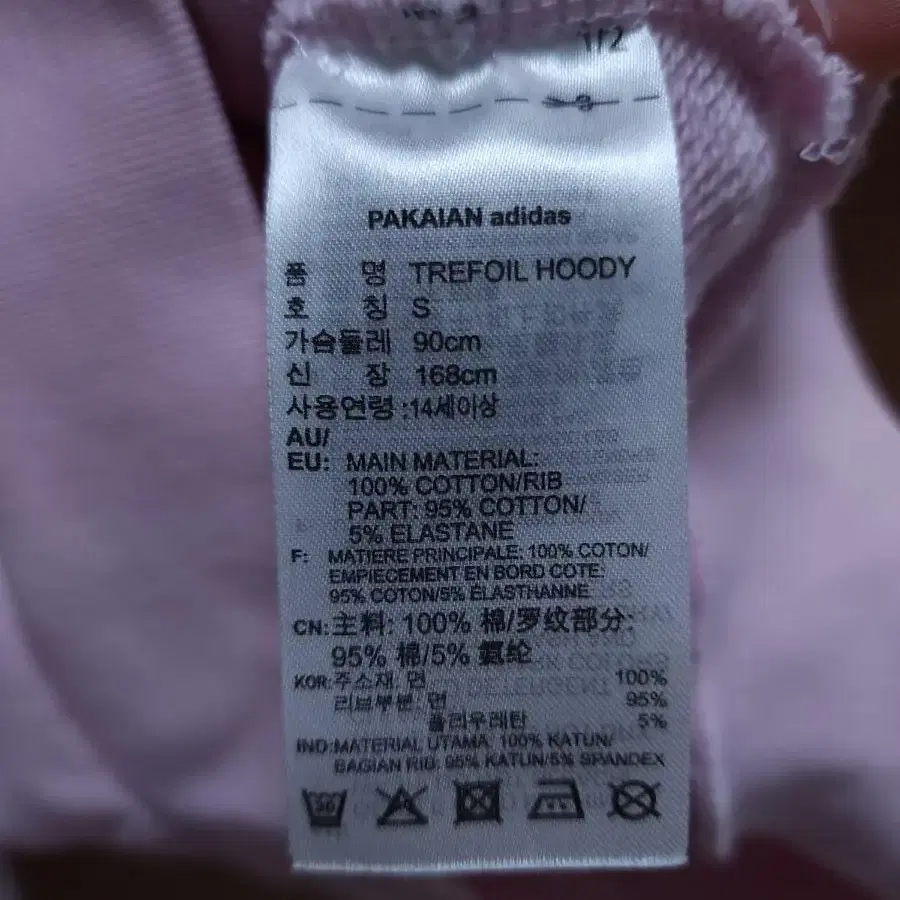 1/2
PAKAIAN adidas
품 명 TREFOIL HOODY
호 칭 S
가슴둘레 90cm
신 장 168cm
사용연령 :14세이상
AU/
EU: MAIN MATERIAL:
100% COTTON/RIB
PART: 95% COTTON/
5% ELASTANE
F: MATIERE PRINCIPALE: 100% COTON/
EMPIECEMENT EN BORD COTE:
95% COTON/5% ELASTHANNE
CN:主料: 100% 棉/罗纹部分:
95% 棉/5% 氨纶
KOR:주소재: 면 100%
리브부분: 면 95%
폴리우레탄 5%
IND:MATERIAL UTAMA: 100% KATUN/
BAGIAN RIB: 95% KATUN/5% SPANDEX
30